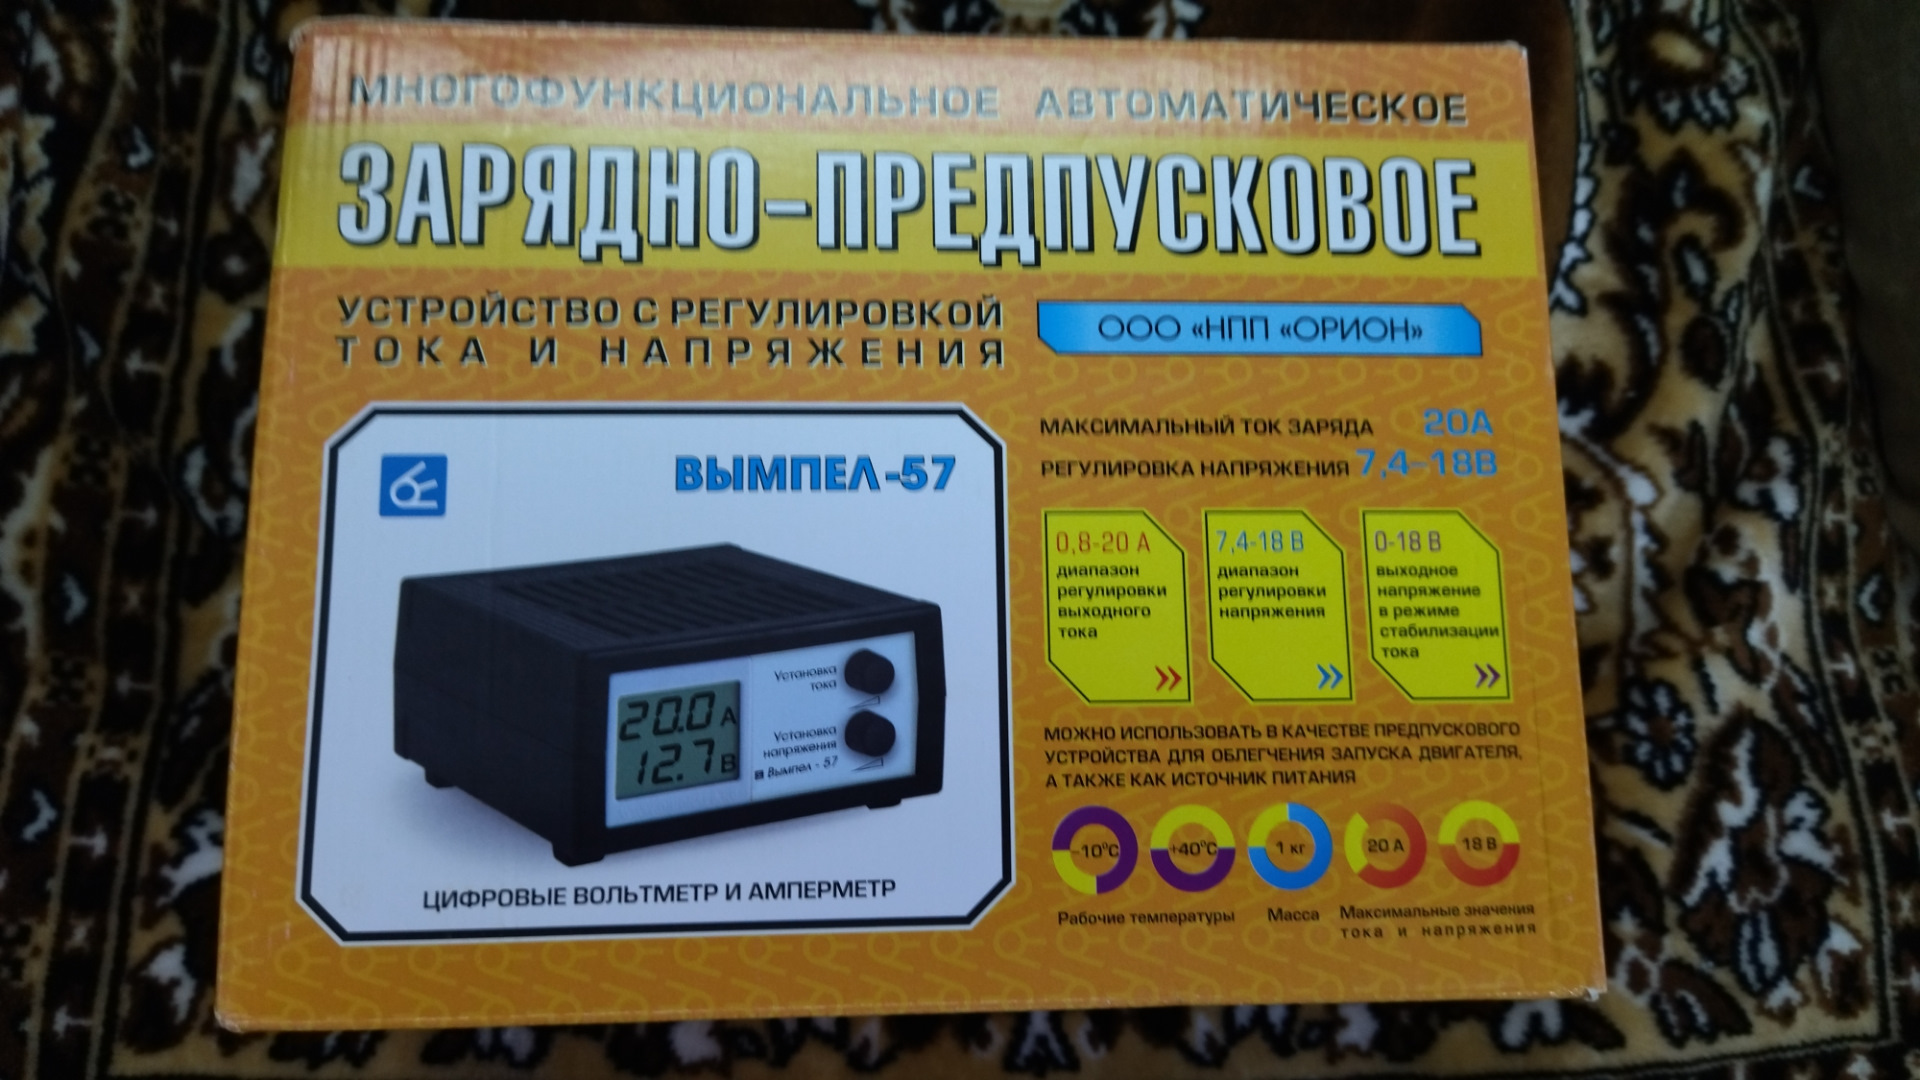 МНОГОФУНКЦИОНАЛЬНОЕ АВТОМАТИЧЕСКОЕ
ЗАРЯДНО-ПРЕДПУСКОВОЕ
УСТРОЙСТВО С РЕГУЛИРОВКОЙ
ТОКА И НАПРЯЖЕНИЯ
ООО «НПП «ОРИОН»
ВЫМПЕЛ-57
20.0 А
12.7 В
Установка
тока
Установка
напряжения
Вымпел - 57
ЦИФРОВЫЕ ВОЛЬТМЕТР И АМПЕРМЕТР
МАКСИМАЛЬНЫЙ ТОК ЗАРЯДА 20А
РЕГУЛИРОВКА НАПРЯЖЕНИЯ 7,4-18В
0,8-20 А
диапазон
регулировки
выходного
тока
7,4-18 В
диапазон
регулировки
напряжения
0-18 В
выходное
напряжение
в режиме
стабилизации
тока
МОЖНО ИСПОЛЬЗОВАТЬ В КАЧЕСТВЕ ПРЕДПУСКОВОГО
УСТРОЙСТВА ДЛЯ ОБЛЕГЧЕНИЯ ЗАПУСКА ДВИГАТЕЛЯ,
А ТАКЖЕ КАК ИСТОЧНИК ПИТАНИЯ
-10°С +40°С 1 кг 20 А 18 В
Рабочие температуры Масса Максимальные значения
тока и напряжения